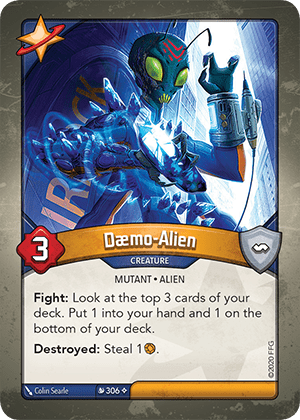 Dæmo-Alien
CREATURE
3
MUTANT • ALIEN
Fight: Look at the top 3 cards of your
deck. Put 1 into your hand and 1 on the
bottom of your deck.
Destroyed: Steal 1.
Colin Searle
306
©2020 FFG